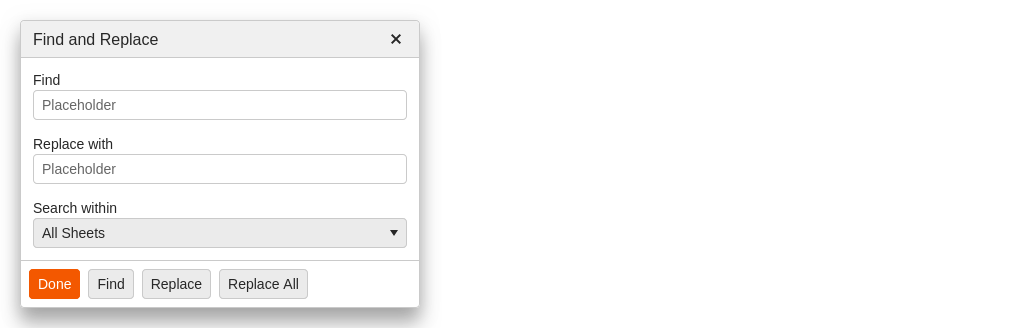 Find and Replace
Find
Placeholder
Replace with
Placeholder
Search within
All Sheets
Done Find Replace Replace All